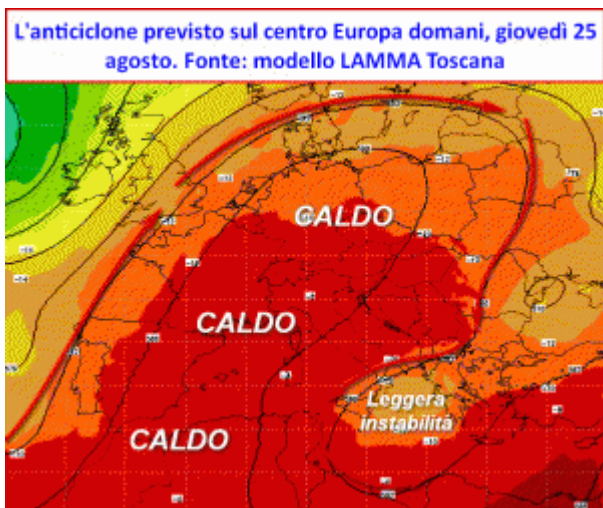 L'anticiclone previsto sul centro Europa domani, giovedì 25
agosto. Fonte: modello LAMMA Toscana
CALDO
CALDO
Leggera
instabilità
CALDO